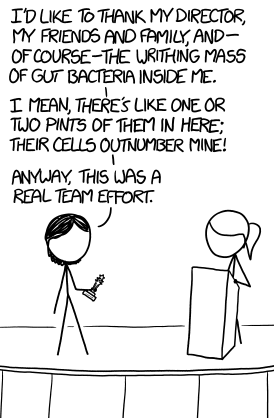 I'D LIKE TO THANK MY DIRECTOR,
MY FRIENDS AND FAMILY, AND—
OF COURSE—THE WRITHING MASS
OF GUT BACTERIA INSIDE ME.
I MEAN, THERE'S LIKE ONE OR
TWO PINTS OF THEM IN HERE;
THEIR CELLS OUTNUMBER MINE!
ANYWAY, THIS WAS A
REAL TEAM EFFORT.